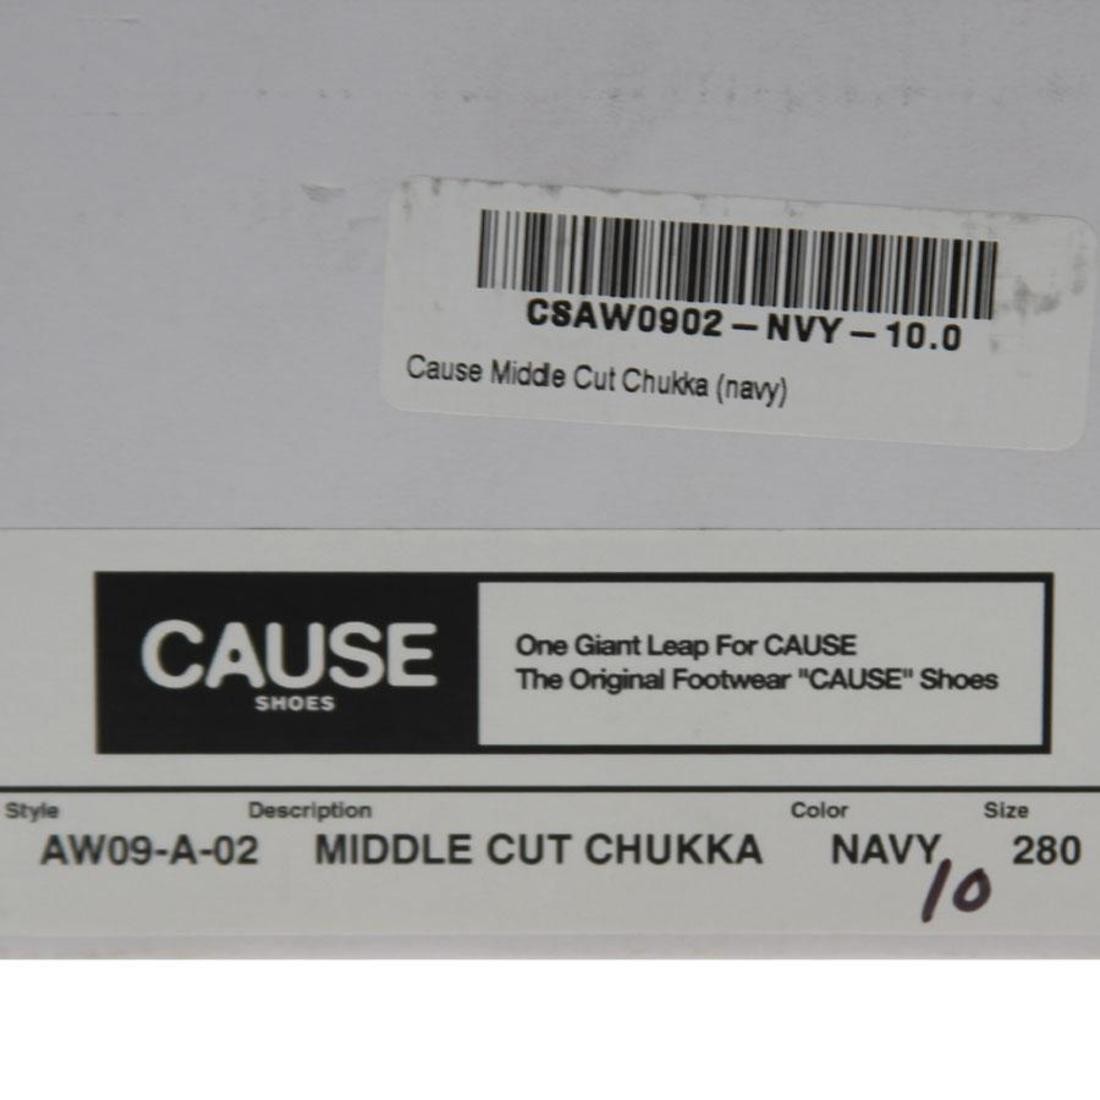 CSAW0902-NVY-10.0
Cause Middle Cut Chukka (navy)
CAUSE
SHOES
One Giant Leap For CAUSE
The Original Footwear "CAUSE" Shoes
Style Description Color Size
AW09-A-02 MIDDLE CUT CHUKKA NAVY 280
10